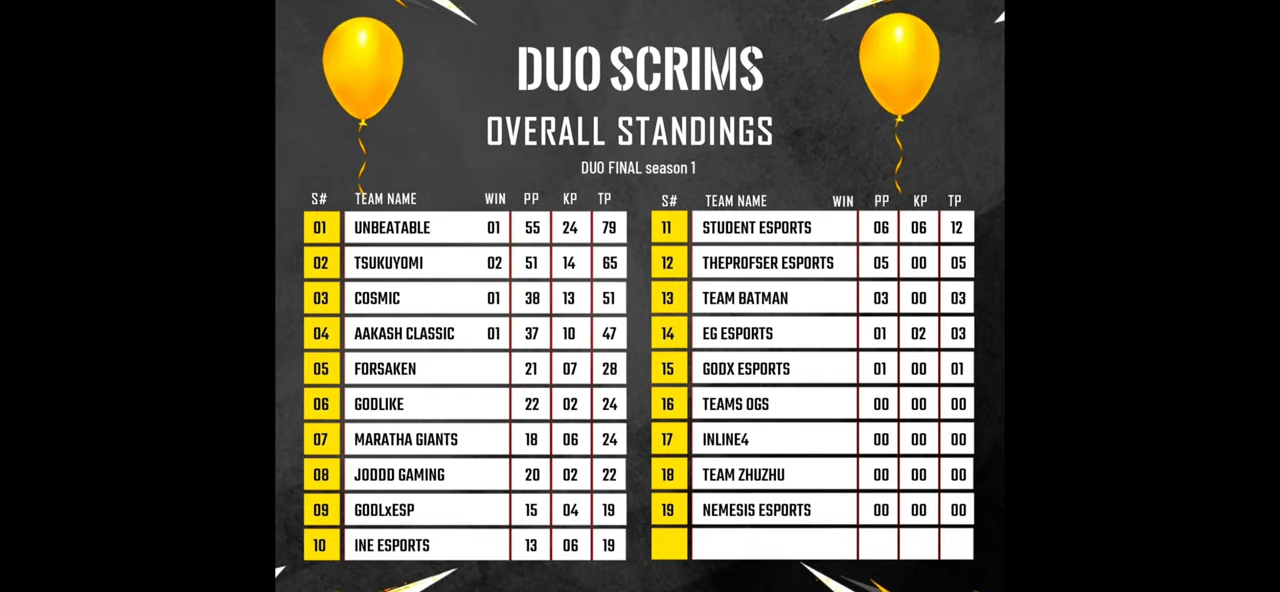 DUO SCRIMS
OVERALL STANDINGS
DUO FINAL season 1
S# TEAM NAME WIN PP KP TP
01 UNBEATABLE 01 55 24 79
02 TSUKUYOMI 02 51 14 65
03 COSMIC 01 38 13 51
04 AAKASH CLASSIC 01 37 10 47
05 FORSAKEN 21 07 28
06 GODLIKE 22 02 24
07 MARATHA GIANTS 18 06 24
08 JODDD GAMING 20 02 22
09 GODLxESP 15 04 19
10 INE ESPORTS 13 06 19
S# TEAM NAME WIN PP KP TP
11 STUDENT ESPORTS 06 06 12
12 THEPROFSER ESPORTS 05 00 05
13 TEAM BATMAN 03 00 03
14 EG ESPORTS 01 02 03
15 GODX ESPORTS 01 00 01
16 TEAMS OGS 00 00 00
17 INLINE4 00 00 00
18 TEAM ZHUZHU 00 00 00
19 NEMESIS ESPORTS 00 00 00